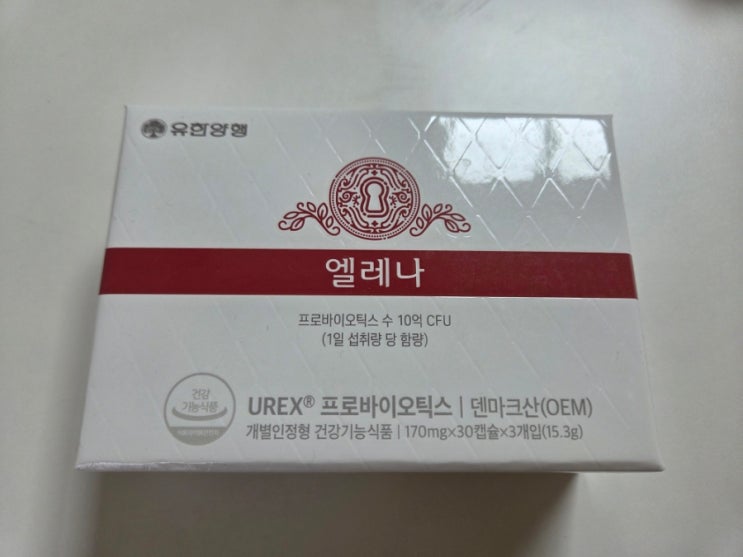 유한양행
엘레나
프로바이오틱스 수 10억 CFU
(1일 섭취량 당 함량)
건강
기능식품
UREX® 프로바이오틱스 | 덴마크산(OEM)
개별인정형 건강기능식품 | 170mg×30캡슐×3개입(15.3g)